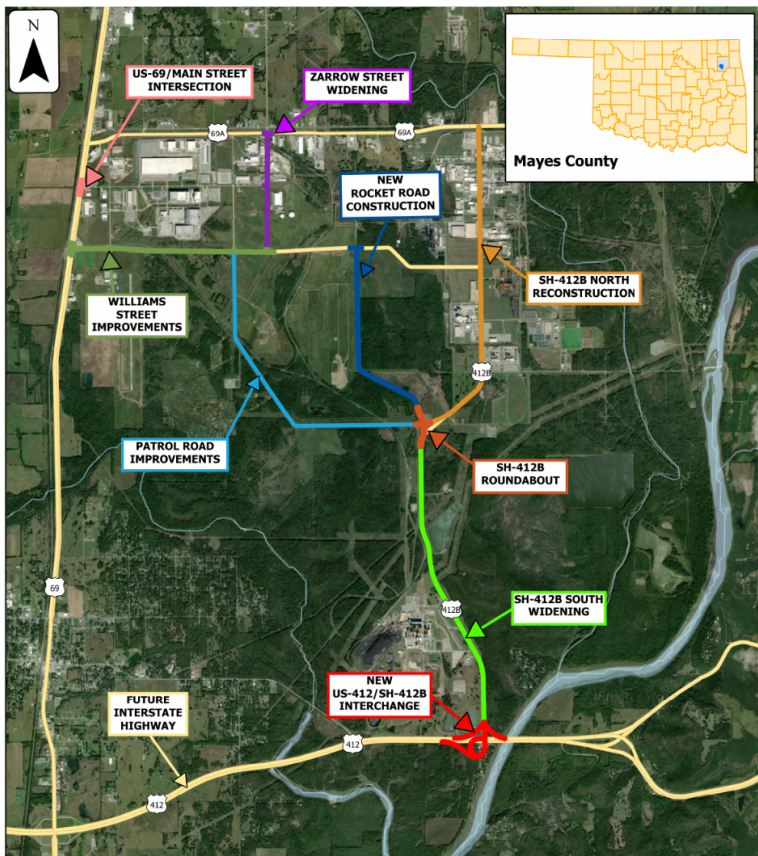 N
US-69/MAIN STREET
INTERSECTION
ZARROW STREET
WIDENING
69A
69A
Mayes County
NEW
ROCKET ROAD
CONSTRUCTION
SH-412B NORTH
RECONSTRUCTION
WILLIAMS
STREET
IMPROVEMENTS
412B
PATROL ROAD
IMPROVEMENTS
SH-412B
ROUNDABOUT
69
412B
SH-412B SOUTH
WIDENING
NEW
US-412/SH-412B
INTERCHANGE
FUTURE
INTERSTATE
HIGHWAY
412
412